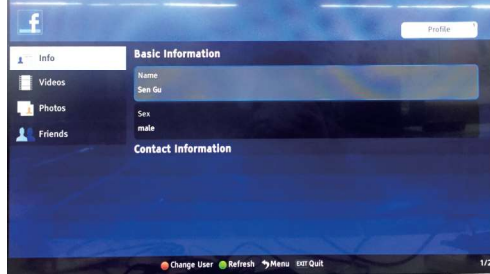 f
Profile
Info
Videos
Photos
Friends
Basic Information
Name
Sen Gu
Sex
male
Contact Information
Change User Refresh Menu EXIT Quit 1/2